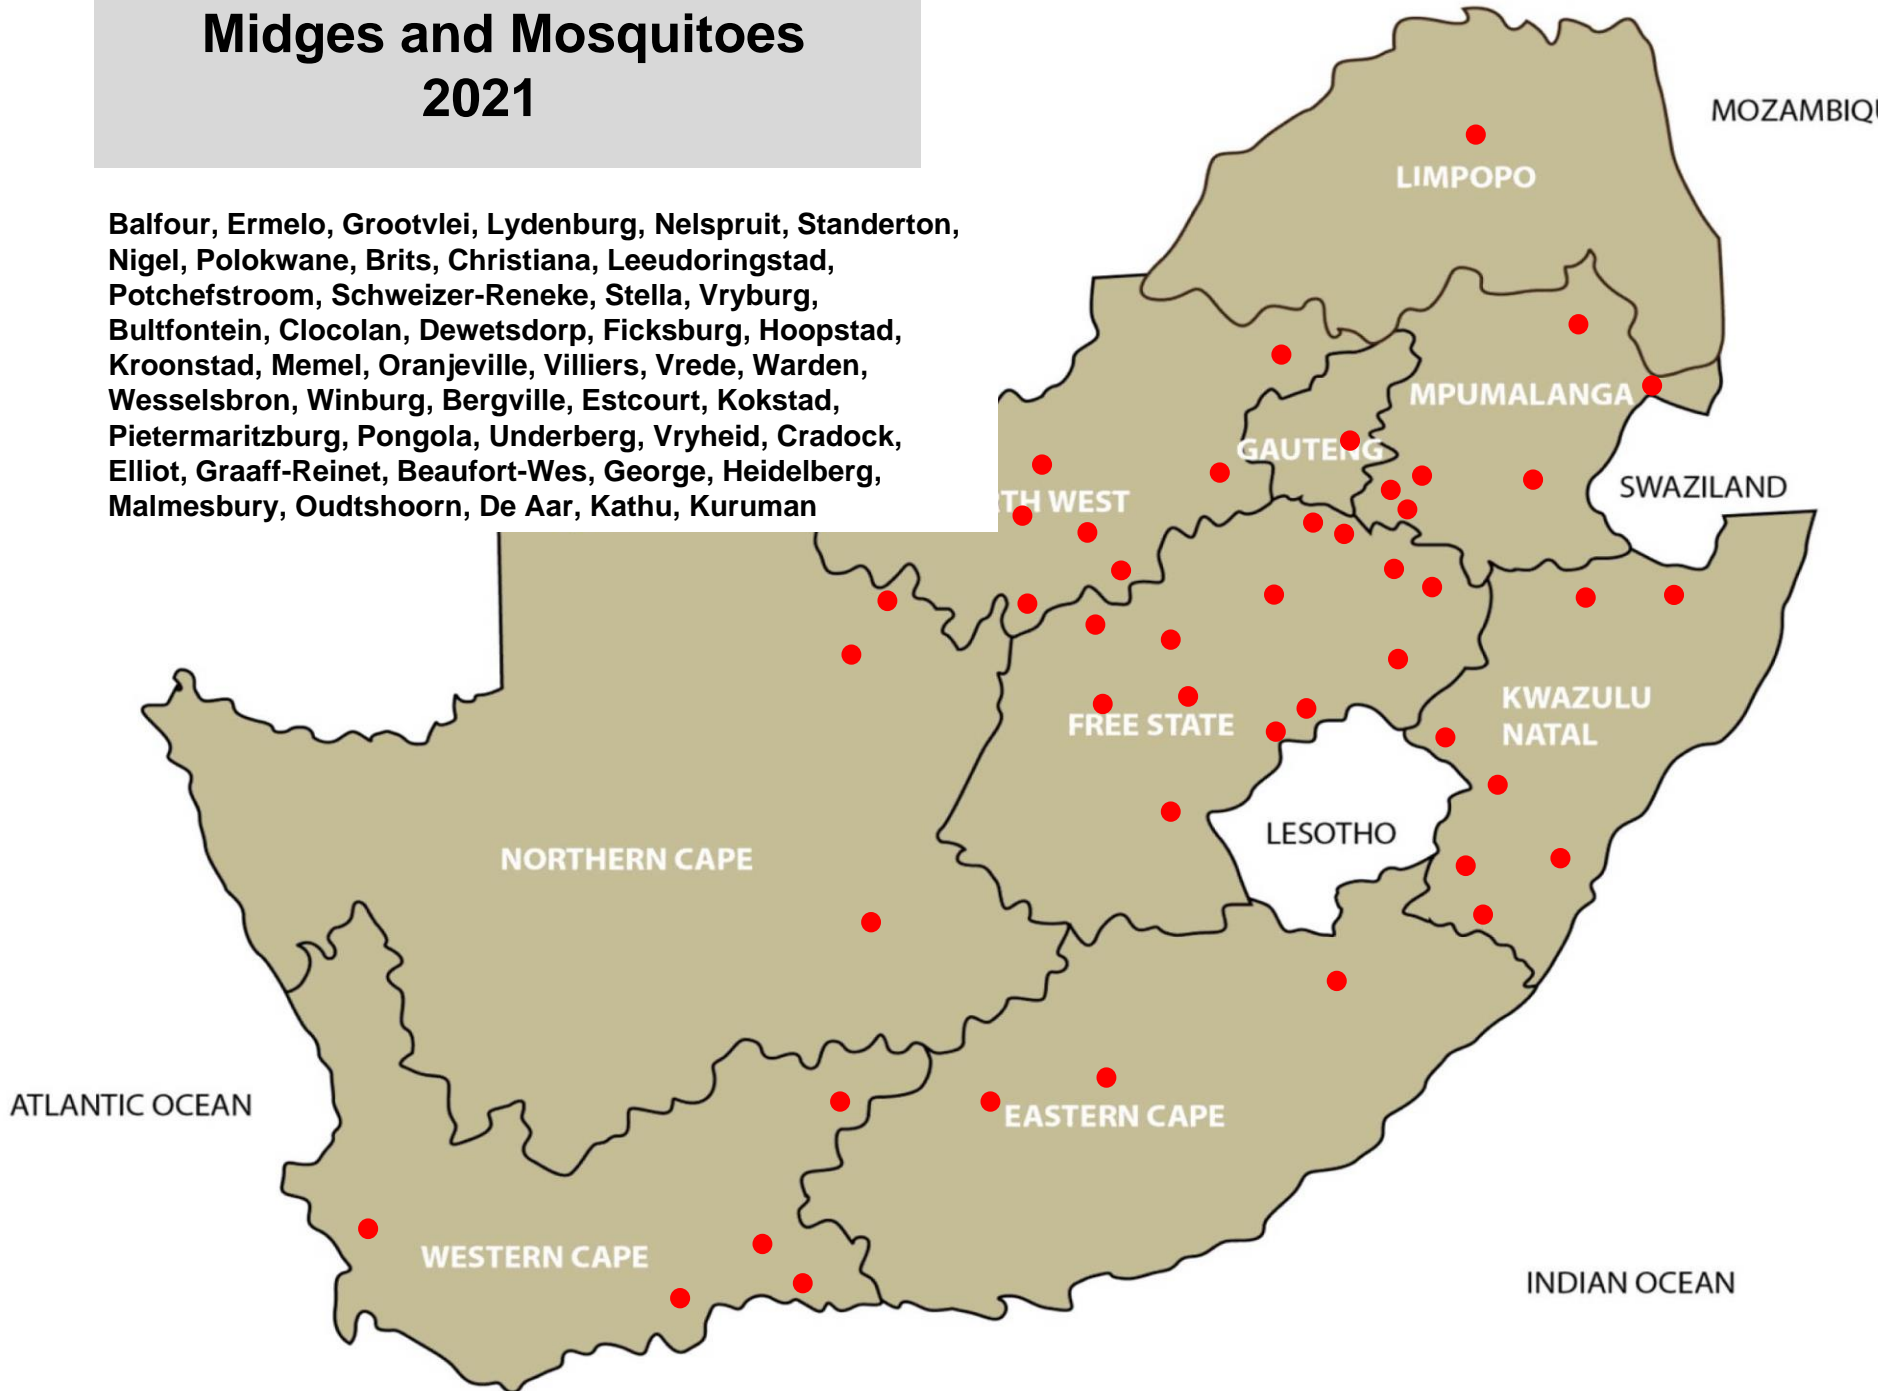 Midges and Mosquitoes
2021
Balfour, Ermelo, Grootvlei, Lydenburg, Nelspruit, Standerton,
Nigel, Polokwane, Brits, Christiana, Leeudoringstad,
Potchefstroom, Schweizer-Reneke, Stella, Vryburg,
Bultfontein, Clocolan, Dewetsdorp, Ficksburg, Hoopstad,
Kroonstad, Memel, Oranjeville, Villiers, Vrede, Warden,
Wesselsbron, Winburg, Bergville, Estcourt, Kokstad,
Pietermaritzburg, Pongola, Underberg, Vryheid, Cradock,
Elliot, Graaff-Reinet, Beaufort-Wes, George, Heidelberg,
Malmesbury, Oudtshoorn, De Aar, Kathu, Kuruman
MOZAMBIQU
LIMPOPO
MPUMALANGA
GAUTENG
SWAZILAND
TH WEST
KWAZULU
NATAL
FREE STATE
LESOTHO
NORTHERN CAPE
ATLANTIC OCEAN
EASTERN CAPE
WESTERN CAPE
INDIAN OCEAN